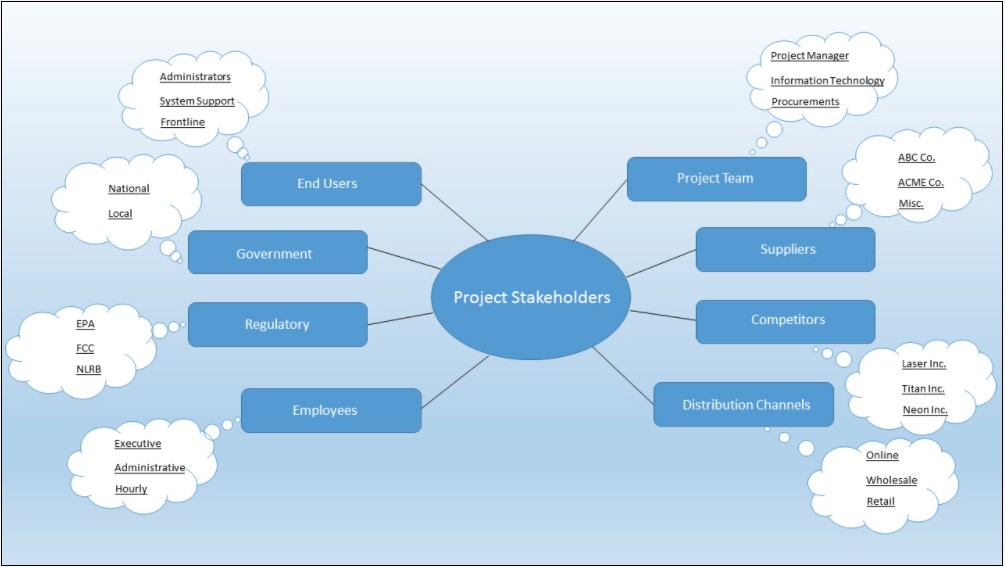 Administrators
System Support
Frontline
End Users
National
Local
Government
EPA
FCC
NLRB
Regulatory
Executive
Administrative
Hourly
Employees
Project Stakeholders
Project Manager
Information Technology
Procurements
Project Team
ABC Co.
ACME Co.
Misc.
Suppliers
Competitors
Laser Inc.
Titan Inc.
Neon Inc.
Distribution Channels
Online
Wholesale
Retail